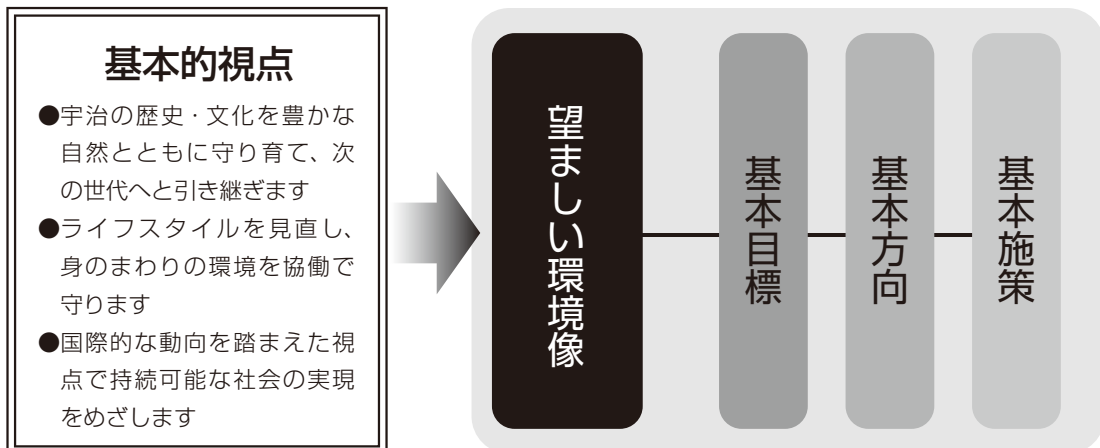 基本的視点
●宇治の歴史・文化を豊かな
自然とともに守り育て、次
の世代へと引き継ぎます
●ライフスタイルを見直し、
身のまわりの環境を協働で
守ります
●国際的な動向を踏まえた視
点で持続可能な社会の実現
をめざします
望ましい環境像
基本目標
基本方向
基本施策